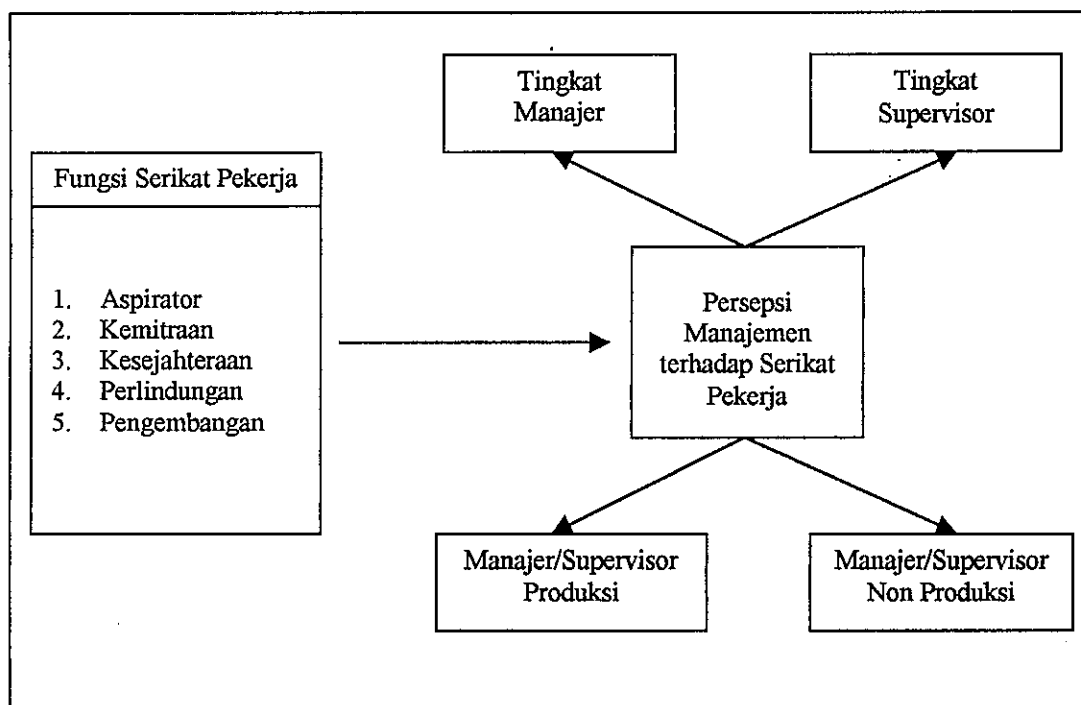 Tingkat
Manajer
Tingkat
Supervisor
Fungsi Serikat Pekerja
1. Aspirator
2. Kemitraan
3. Kesejahteraan
4. Perlindungan
5. Pengembangan
Persepsi
Manajemen
terhadap Serikat
Pekerja
Manajer/Supervisor
Produksi
Manajer/Supervisor
Non Produksi